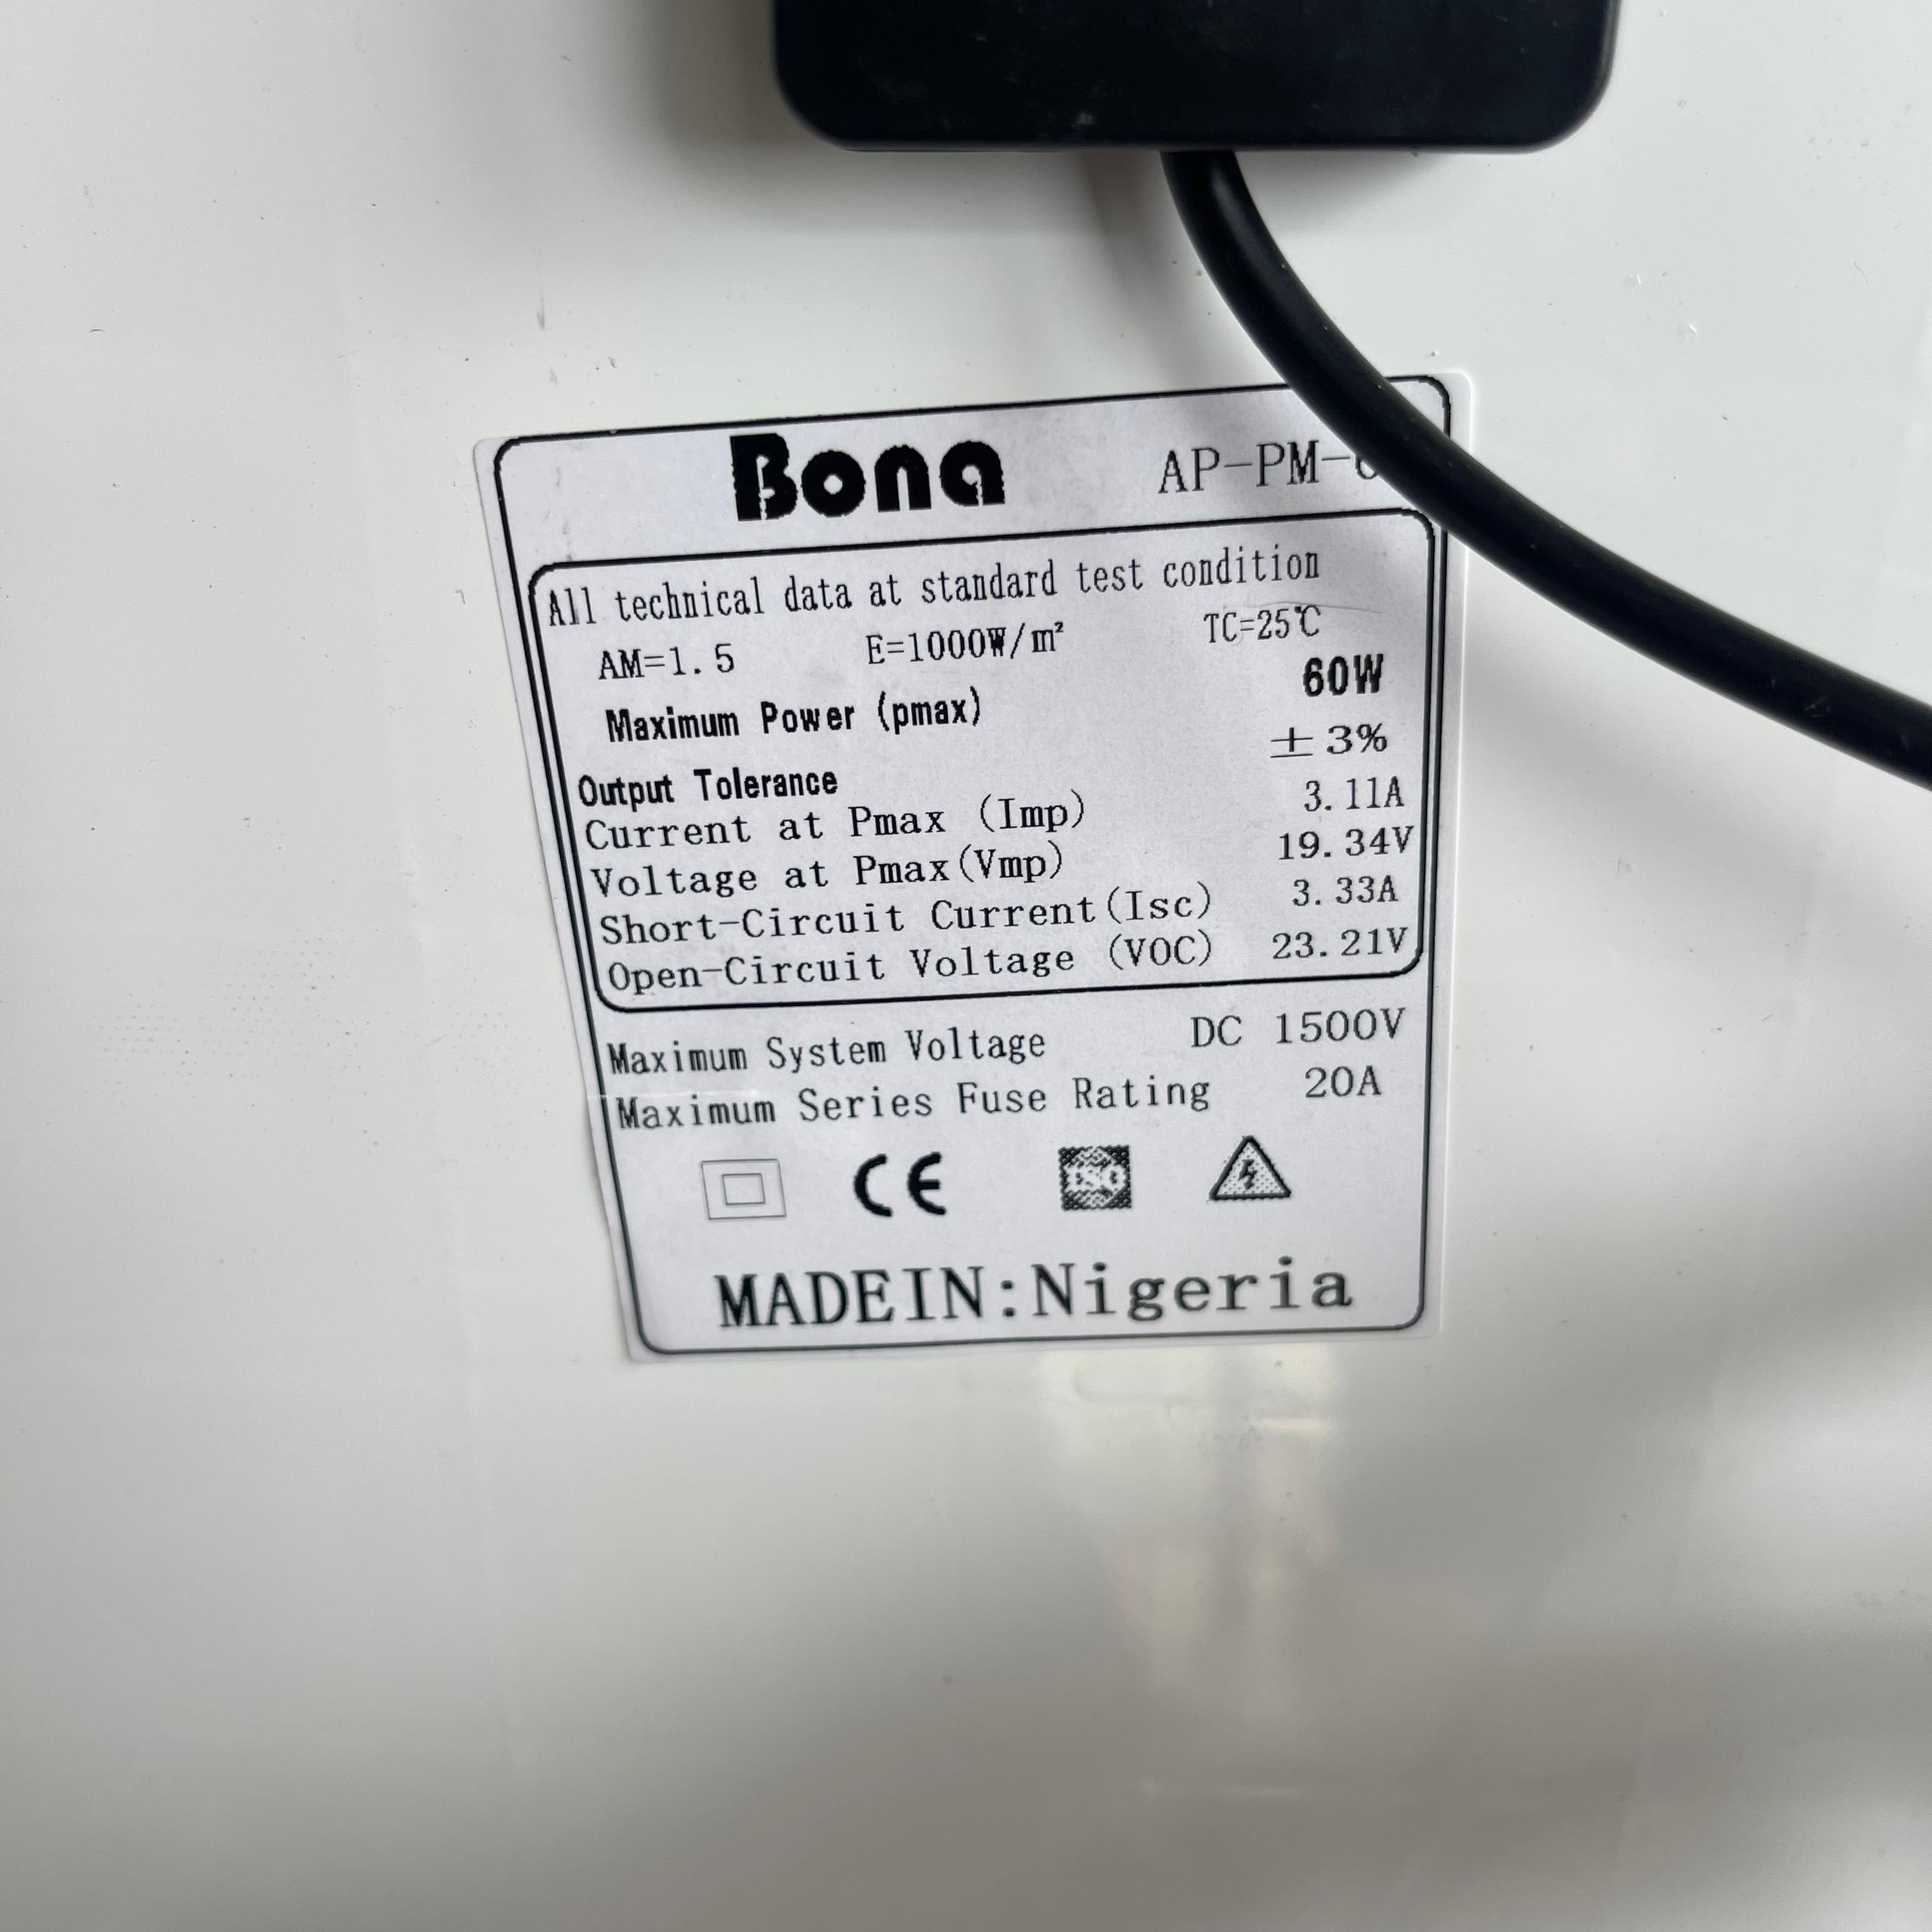 Bona AP-PM-
All technical data at standard test condition
AM=1.5 E=1000W/m² TC=25℃
Maximum Power (pmax) 60W
Output Tolerance ±3%
Current at Pmax (Imp) 3.11A
Voltage at Pmax(Vmp) 19.34V
Short-Circuit Current(Isc) 3.33A
Open-Circuit Voltage (VOC) 23.21V
Maximum System Voltage DC 1500V
Maximum Series Fuse Rating 20A
CE ISO
MADEIN:Nigeria